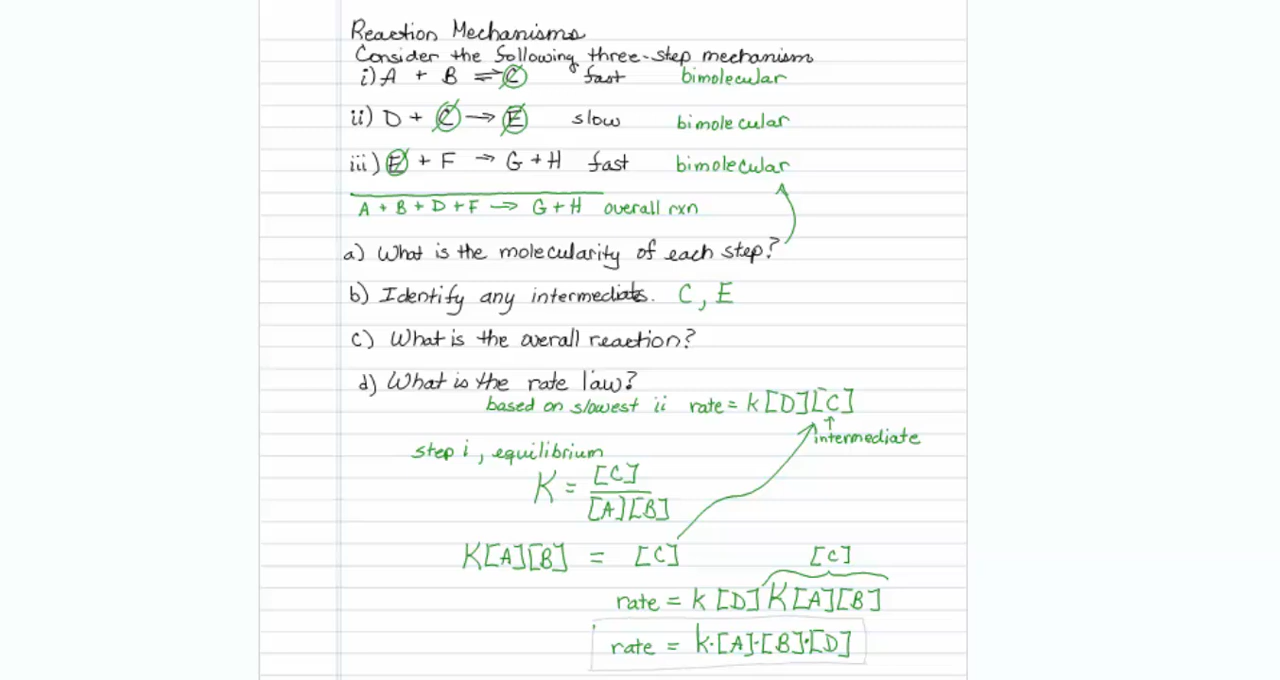 Reaction Mechanisms
Consider the following three-step mechanism
i) A + B ⇌ C fast bimolecular
ii) D + C → E slow bimolecular
iii) E + F → G + H fast bimolecular
A + B + D + F → G + H overall rxn
a) What is the molecularity of each step?
b) Identify any intermediates. C, E
c) What is the overall reaction?
d) What is the rate law?
based on slowest ii rate = k[D][C]
↑
intermediate
step i, equilibrium
K = [C] / [A][B]
K[A][B] = [C]
[C]
rate = k [D] K[A][B]
rate = k·[A]·[B]·[D]